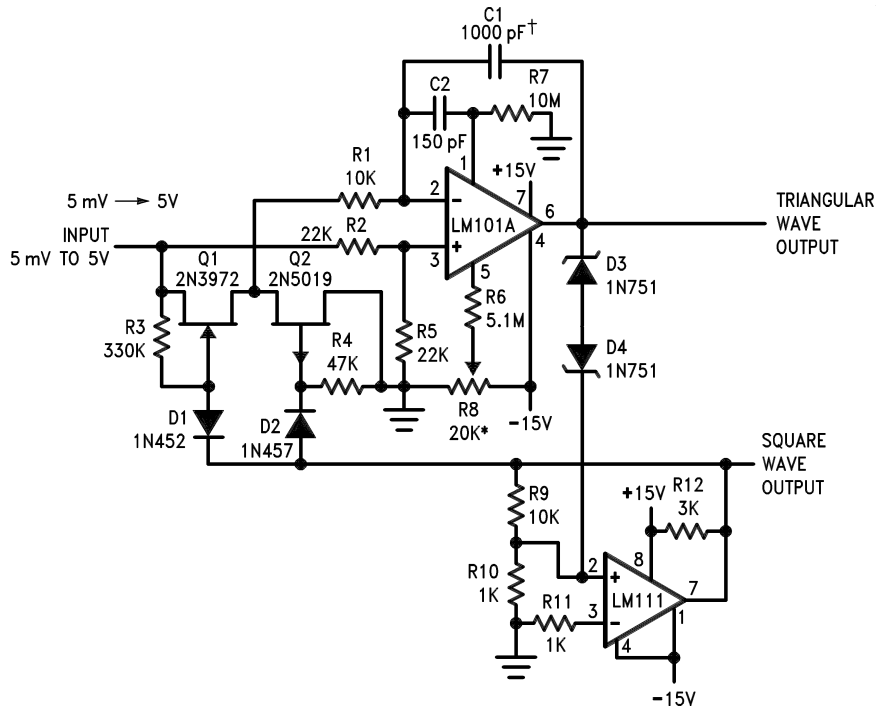 C1
1000 pF†
C2
150 pF
R7
10M
R1
10K
5 mV → 5V
INPUT
5 mV TO 5V
R2
22K
1
+15V
2
7
6
−
LM101A
+
3
4
5
TRIANGULAR
WAVE
OUTPUT
Q1
2N3972
Q2
2N5019
R3
330K
R4
47K
R5
22K
R6
5.1M
R8
20K*
−15V
D3
1N751
D4
1N751
D1
1N452
D2
1N457
SQUARE
WAVE
OUTPUT
R9
10K
+15V
R12
3K
R10
1K
R11
1K
2
8
+
LM111
7
3
−
1
4
−15V